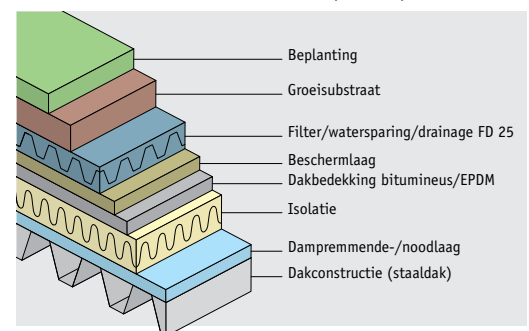 Beplanting
Groeisubstraat
Filter/watersparing/drainage FD 25
Beschermlaag
Dakbedekking bitumineus/EPDM
Isolatie
Dampremmende-/noodlaag
Dakconstructie (staaldak)